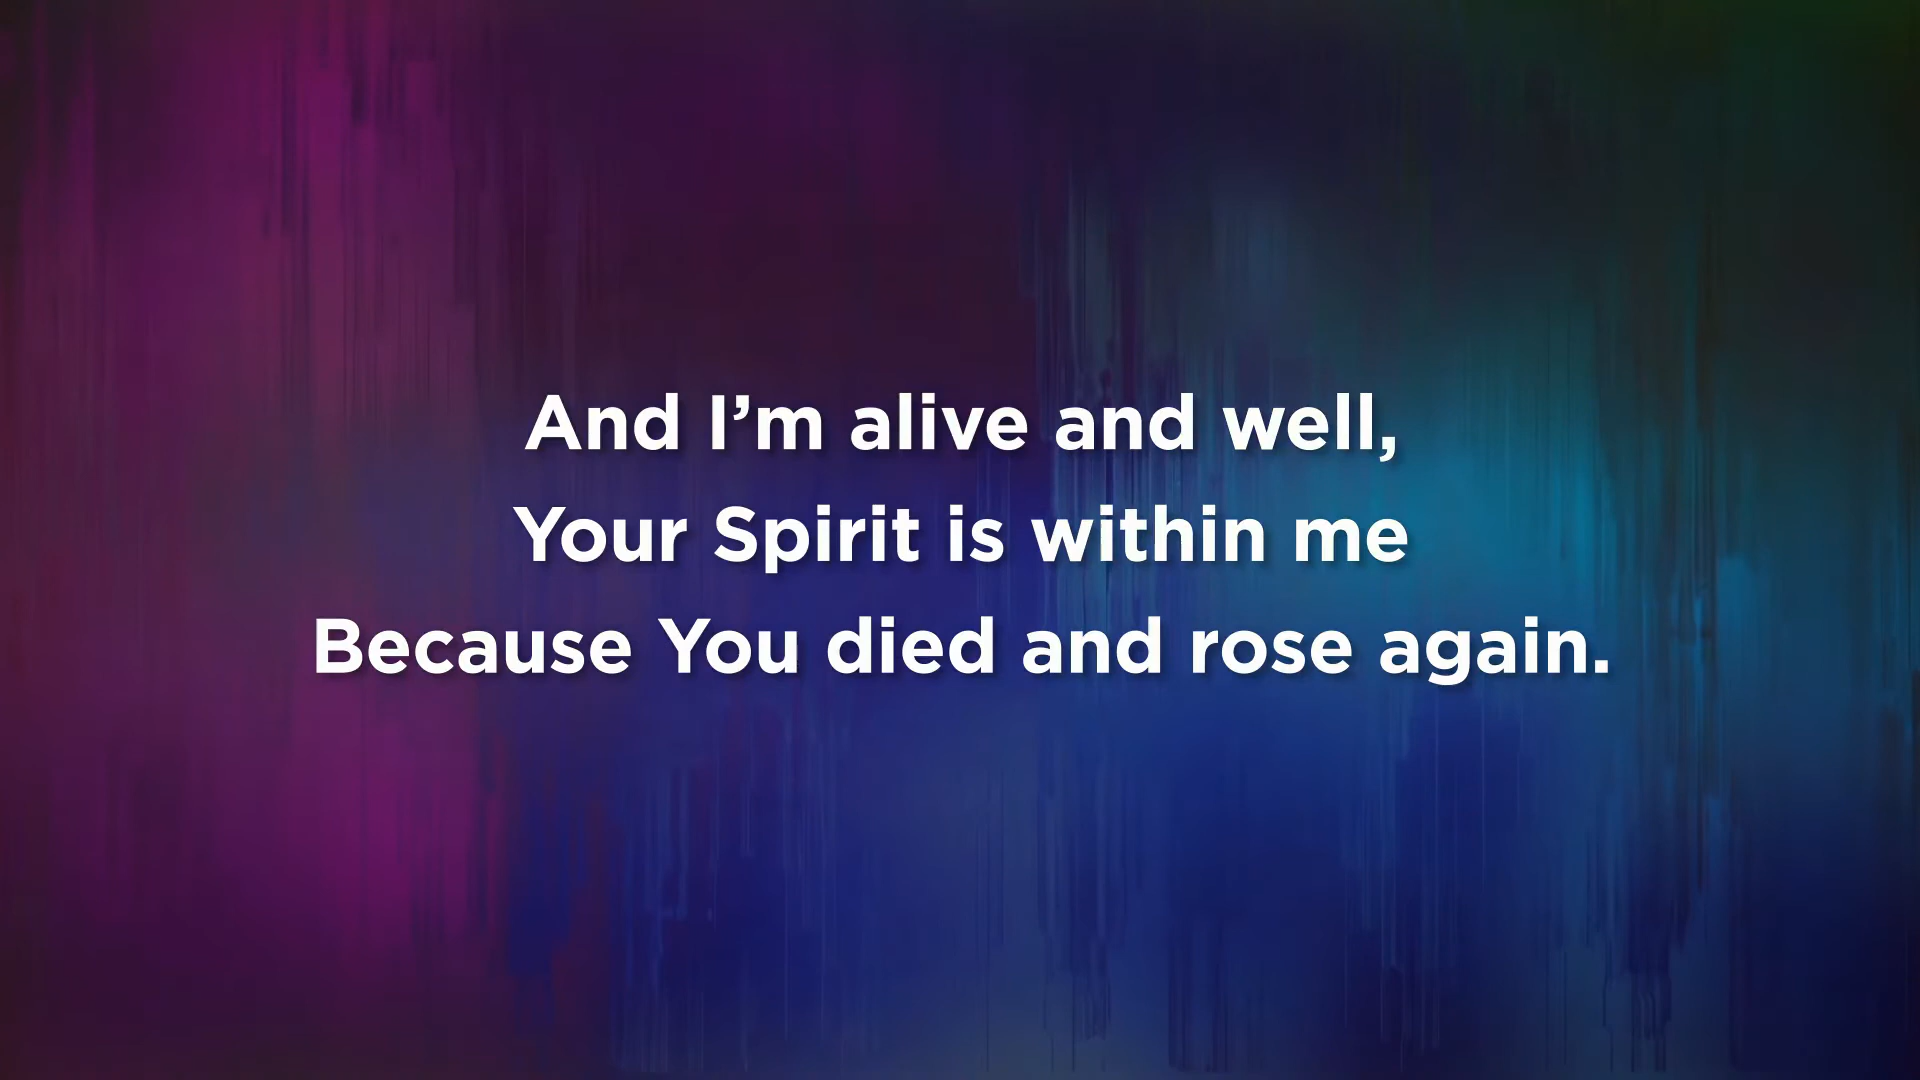 And I’m alive and well,
Your Spirit is within me
Because You died and rose again.